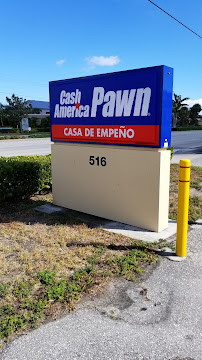 Cash
America Pawn®
CASA DE EMPEÑO
516